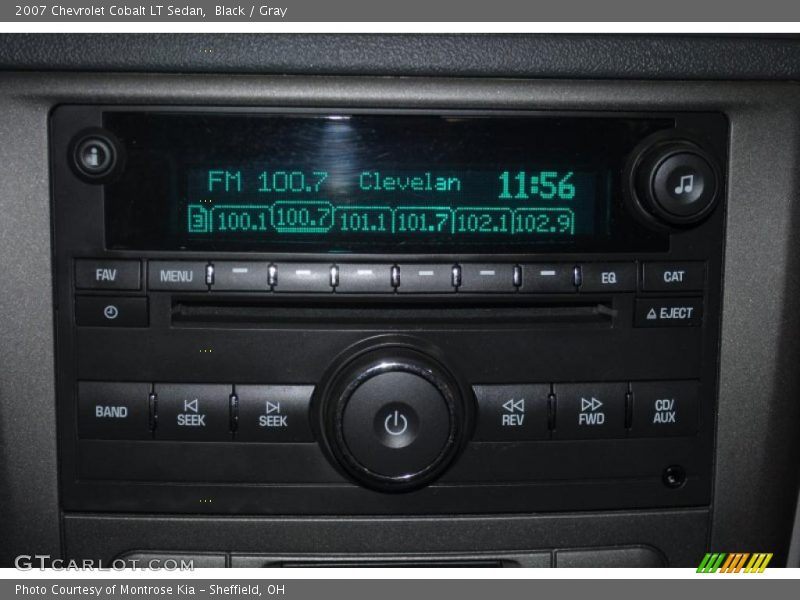 2007 Chevrolet Cobalt LT Sedan, Black / Gray
FM 100.7 Clevelan 11:56
3 100.1 100.7 101.1 101.7 102.1 102.9
FAV MENU EQ CAT
EJECT
BAND SEEK SEEK REV FWD CD/
AUX
GTCARLOT.COM
Photo Courtesy of Montrose Kia - Sheffield, OH